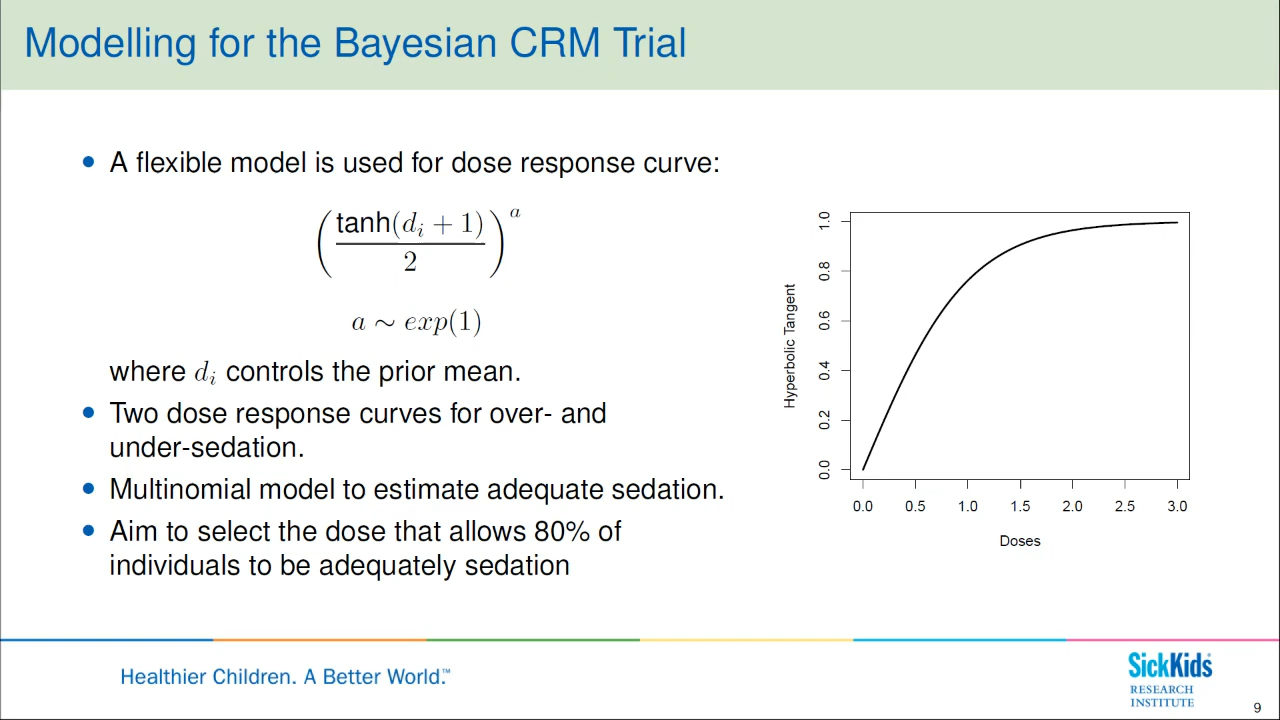 Modelling for the Bayesian CRM Trial
• A flexible model is used for dose response curve:
(tanh(d_i + 1) / 2)^a
a ∼ exp(1)
where d_i controls the prior mean.
• Two dose response curves for over- and
under-sedation.
• Multinomial model to estimate adequate sedation.
• Aim to select the dose that allows 80% of
individuals to be adequately sedation
Hyperbolic Tangent
1.0
0.8
0.6
0.4
0.2
0.0
0.0 0.5 1.0 1.5 2.0 2.5 3.0
Doses
Healthier Children. A Better World.™
SickKids®
RESEARCH
INSTITUTE
9